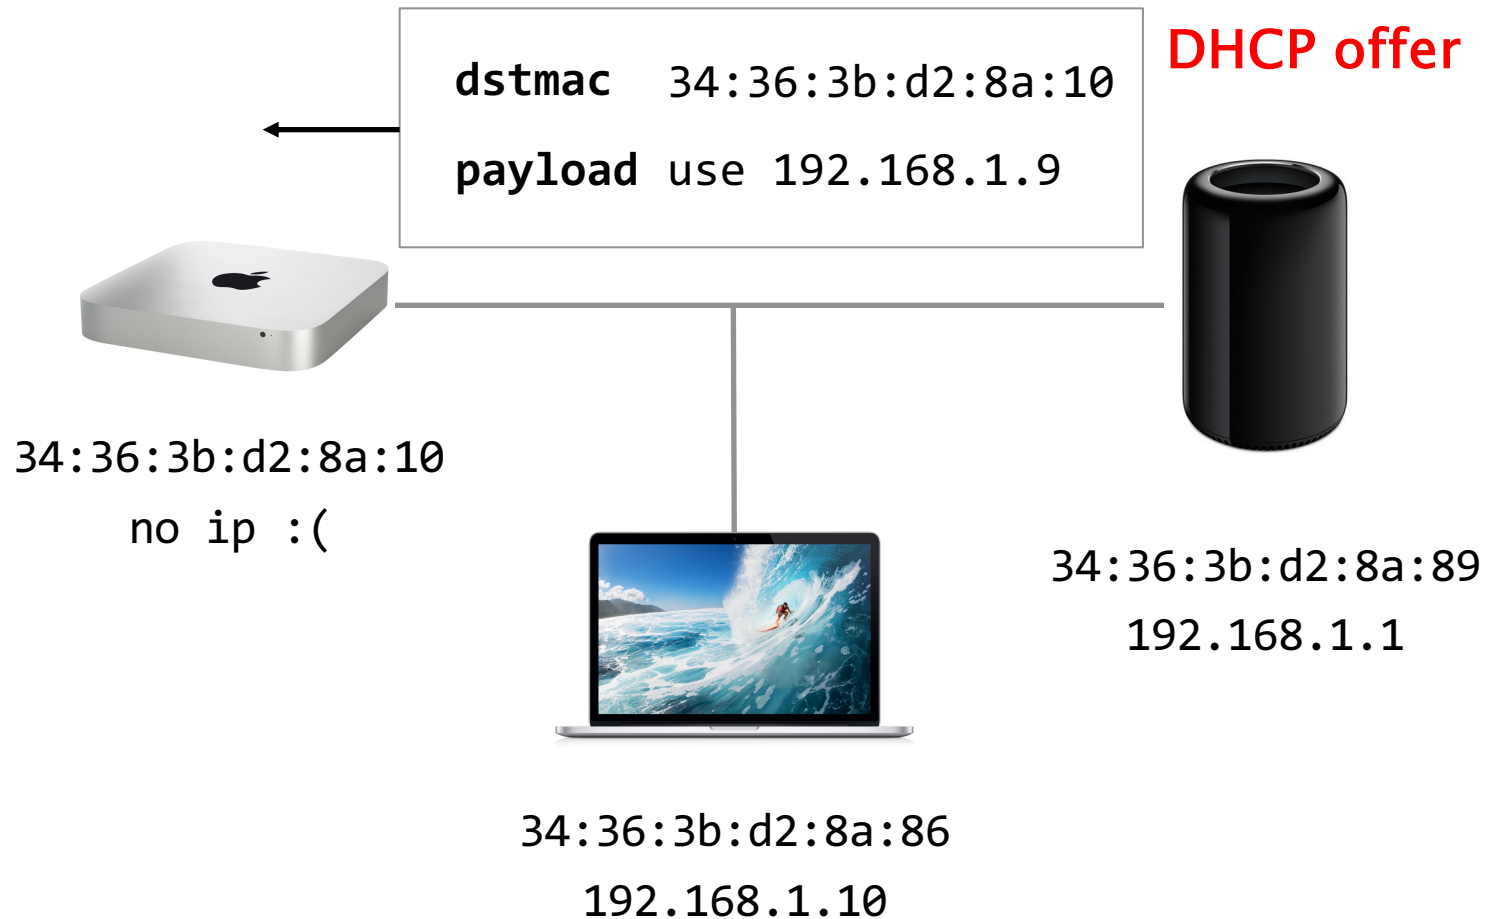 DHCP offer
dstmac 34:36:3b:d2:8a:10
payload use 192.168.1.9
34:36:3b:d2:8a:10
no ip :(
34:36:3b:d2:8a:89
192.168.1.1
34:36:3b:d2:8a:86
192.168.1.10